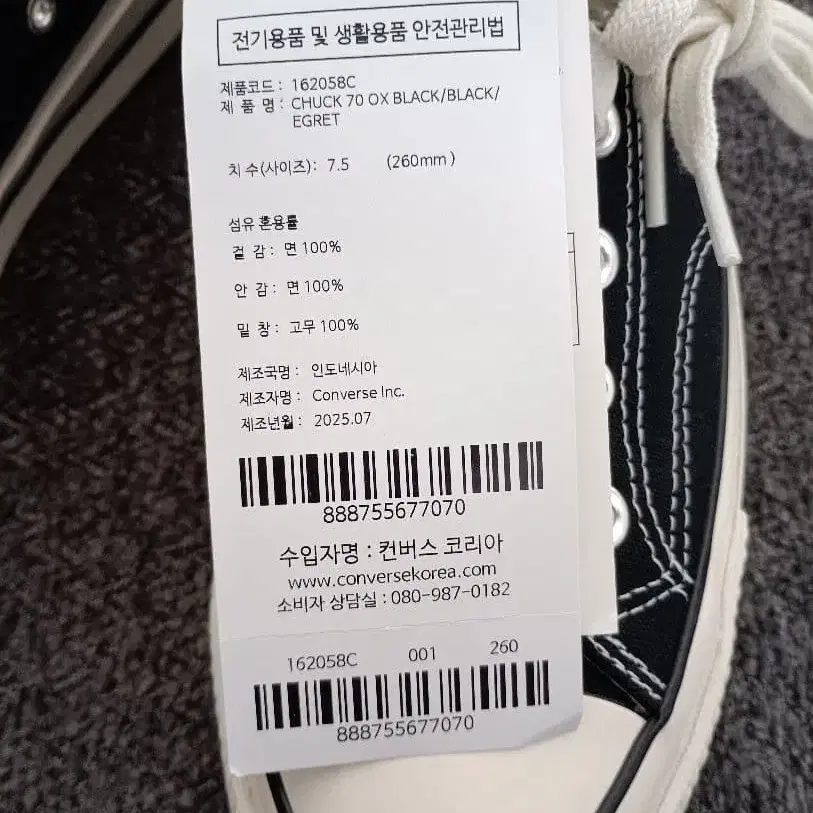 전기용품 및 생활용품 안전관리법
제품코드 : 162058C
제 품 명 : CHUCK 70 OX BLACK/BLACK/
EGRET
치 수(사이즈): 7.5 (260mm)
섬유 혼용률
겉 감 : 면 100%
안 감 : 면 100%
밑 창 : 고무 100%
제조국명 : 인도네시아
제조자명 : Converse Inc.
제조년월 : 2025.07
888755677070
수입자명 : 컨버스 코리아
www.conversekorea.com
소비자 상담실 : 080-987-0182
162058C 001 260
888755677070